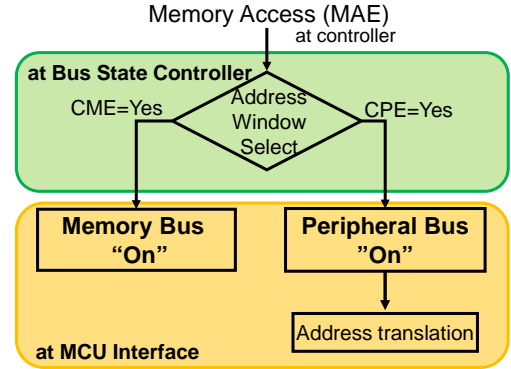 Memory Access (MAE)
at controller
at Bus State Controller
CME=Yes
Address
Window
Select
CPE=Yes
Memory Bus
“On”
Peripheral Bus
"On”
Address translation
at MCU Interface